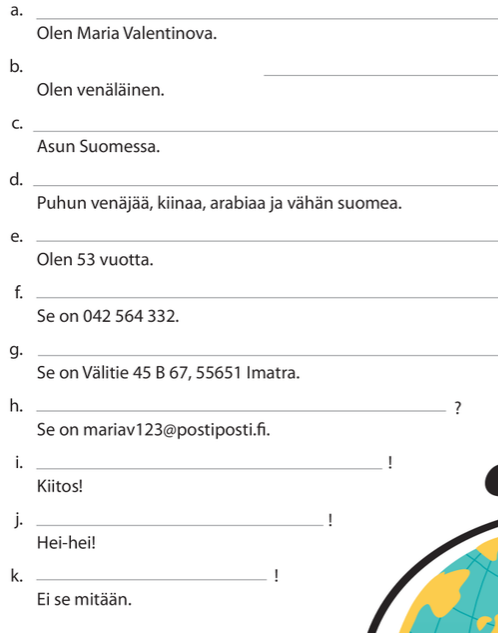 a.
Olen Maria Valentinova.
b.
Olen venäläinen.
c.
Asun Suomessa.
d.
Puhun venäjää, kiinaa, arabiaa ja vähän suomea.
e.
Olen 53 vuotta.
f.
Se on 042 564 332.
g.
Se on Välitie 45 B 67, 55651 Imatra.
h. ?
Se on mariav123@postiposti.fi.
i. !
Kiitos!
j. !
Hei-hei!
k. !
Ei se mitään.